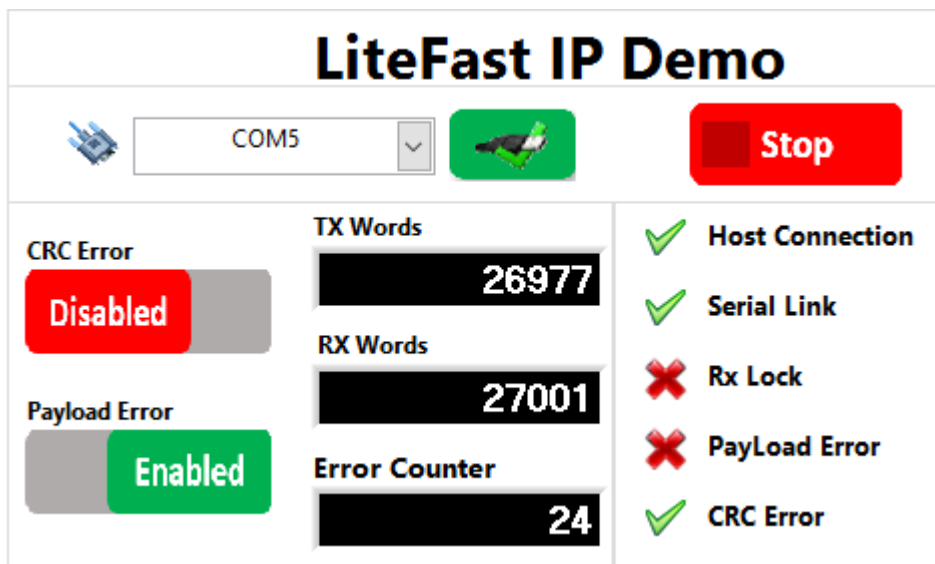 LiteFast IP Demo
COM5
Stop
CRC Error
Disabled
Payload Error
Enabled
TX Words
26977
RX Words
27001
Error Counter
24
Host Connection
Serial Link
Rx Lock
PayLoad Error
CRC Error